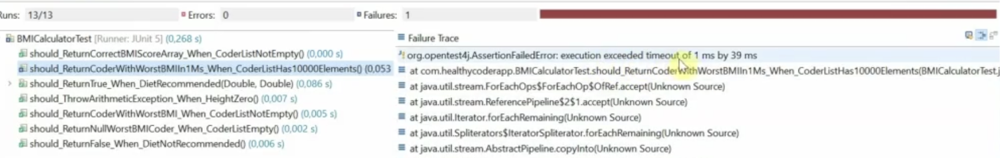 Runs: 13/13 Errors: 0 Failures: 1
BMICalculatorTest [Runner: JUnit 5] (0,268 s)
should_ReturnCorrectBMIScoreArray_When_CoderListNotEmpty() (0,000 s)
should_ReturnCoderWithWorstBMIIn1Ms_When_CoderListHas10000Elements() (0,053
should_ReturnTrue_When_DietRecommended(Double, Double) (0,086 s)
should_ThrowArithmeticException_When_HeightZero() (0,007 s)
should_ReturnCoderWithWorstBMI_When_CoderListNotEmpty() (0,005 s)
should_ReturnNullWorstBMICoder_When_CoderListEmpty() (0,002 s)
should_ReturnFalse_When_DietNotRecommended() (0,006 s)
Failure Trace
org.opentest4j.AssertionFailedError: execution exceeded timeout of 1 ms by 39 ms
at com.healthycoderapp.BMICalculatorTest.should_ReturnCoderWithWorstBMIIn1Ms_When_CoderListHas10000Elements(BMICalculatorTest.j
at java.util.stream.ForEachOps$ForEachOp$OfRef.accept(Unknown Source)
at java.util.stream.ReferencePipeline$2$1.accept(Unknown Source)
at java.util.Iterator.forEachRemaining(Unknown Source)
at java.util.Spliterators$IteratorSpliterator.forEachRemaining(Unknown Source)
at java.util.stream.AbstractPipeline.copyInto(Unknown Source)